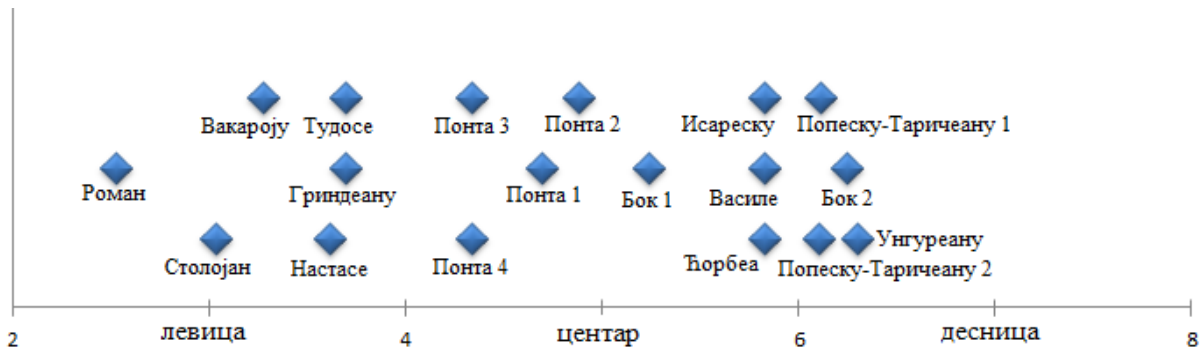 Вакароју Тудосе Понта 3 Понта 2 Исареску Попеску-Таричеану 1
Роман Гриндеану Понта 1 Бок 1 Василе Бок 2
Столојан Настасе Понта 4 Ћорбеа Попеску-Таричеану 2 Унгуреану
2 левица 4 центар 6 десница 8